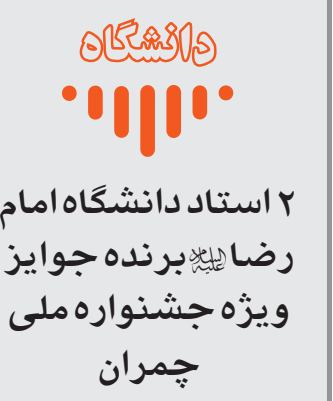 دانشگاه
۲ استاد دانشگاه امام
رضا علیه‌السلام برنده جوایز
ویژه جشنواره ملی
چمران